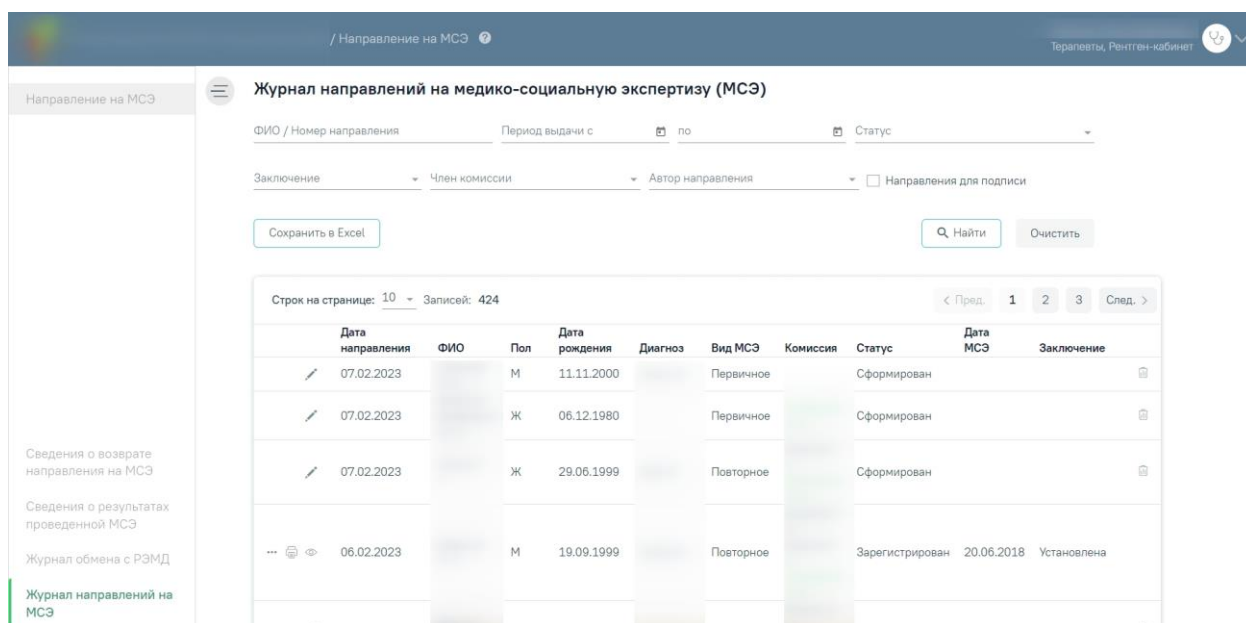 / Направление на МСЭ ?
Терапевты, Рентген-кабинет
Направление на МСЭ
Журнал направлений на медико-социальную экспертизу (МСЭ)
ФИО / Номер направления Период выдачи с по Статус
Заключение Член комиссии Автор направления Направления для подписи
Сохранить в Excel Найти Очистить
Строк на странице: 10 Записей: 424 < Пред. 1 2 3 След. >
Дата направления ФИО Пол Дата рождения Диагноз Вид МСЭ Комиссия Статус Дата МСЭ Заключение
07.02.2023 М 11.11.2000 Первичное Сформирован
07.02.2023 Ж 06.12.1980 Первичное Сформирован
07.02.2023 Ж 29.06.1999 Повторное Сформирован
06.02.2023 М 19.09.1999 Повторное Зарегистрирован 20.06.2018 Установлена
Сведения о возврате
направления на МСЭ
Сведения о результатах
проведенной МСЭ
Журнал обмена с РЭМД
Журнал направлений на
МСЭ